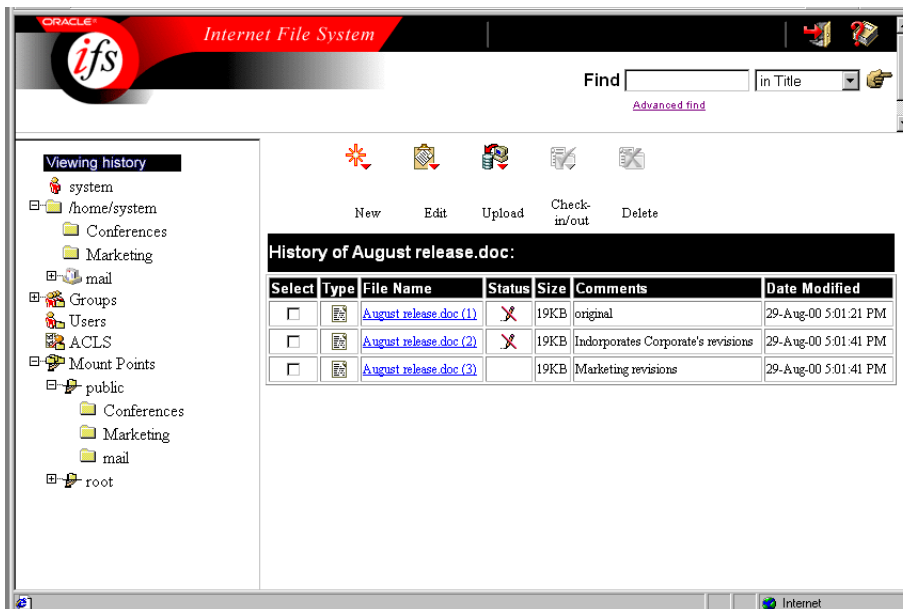 ORACLE®
ifs
Internet File System
Find in Title
Advanced find
Viewing history
system
/home/system
Conferences
Marketing
mail
Groups
Users
ACLS
Mount Points
public
Conferences
Marketing
mail
root
New Edit Upload Check-in/out Delete
History of August release.doc:
Select Type File Name Status Size Comments Date Modified
August release.doc (1) 19KB original 29-Aug-00 5:01:21 PM
August release.doc (2) 19KB Indorporates Corporate's revisions 29-Aug-00 5:01:41 PM
August release.doc (3) 19KB Marketing revisions 29-Aug-00 5:01:41 PM
Internet